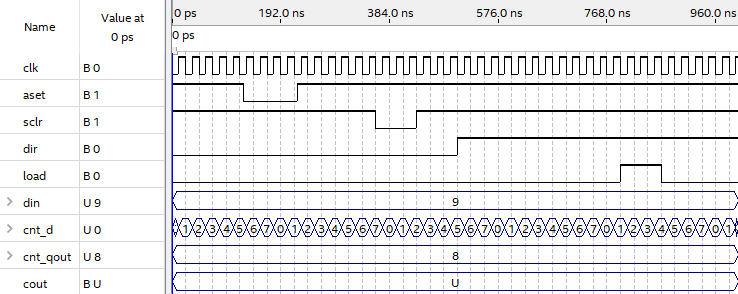 Name Value at 0 ps
0 ps 192.0 ns 384.0 ns 576.0 ns 768.0 ns 960.0 ns
0 ps
clk B 0
aset B 1
sclr B 1
dir B 0
load B 0
din U 9 9
cnt_d U 0 1 2 3 4 5 6 7 0 1 2 3 4 5 6 7 0 1 2 3 4 5 6 7 0 1 2 3 4 5 6 7 0 1 2 3 4 5 6 7 0 1
cnt_qout U 8 8
cout B U U